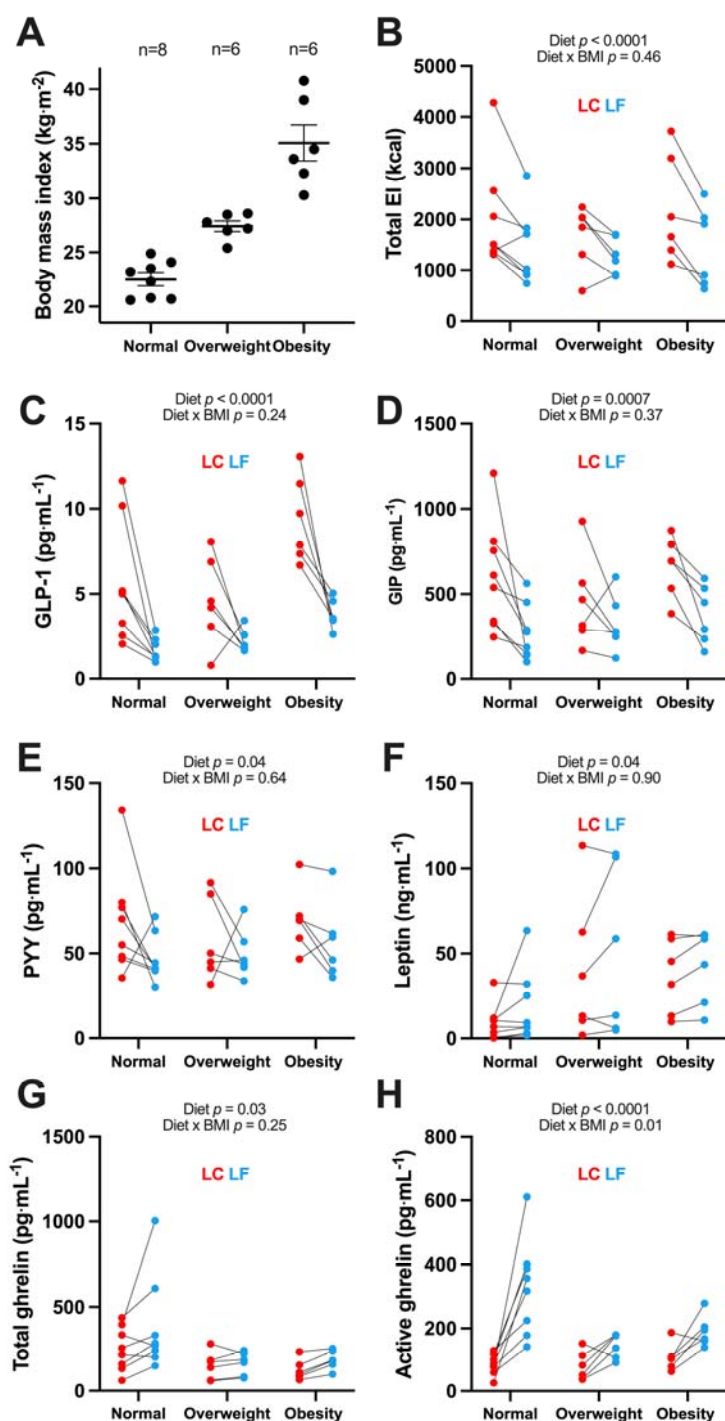 A
n=8 n=6 n=6
Body mass index (kg·m-2)
40
35
30
25
20
Normal Overweight Obesity
B
Diet p < 0.0001
Diet x BMI p = 0.46
LC LF
Total EI (kcal)
5000
4000
3000
2000
1000
0
Normal Overweight Obesity
C
Diet p < 0.0001
Diet x BMI p = 0.24
LC LF
GLP-1 (pg·mL-1)
15
10
5
0
Normal Overweight Obesity
D
Diet p = 0.0007
Diet x BMI p = 0.37
LC LF
GIP (pg·mL-1)
1500
1000
500
0
Normal Overweight Obesity
E
Diet p = 0.04
Diet x BMI p = 0.64
LC LF
PYY (pg·mL-1)
150
100
50
0
Normal Overweight Obesity
F
Diet p = 0.04
Diet x BMI p = 0.90
LC LF
Leptin (ng·mL-1)
150
100
50
0
Normal Overweight Obesity
G
Diet p = 0.03
Diet x BMI p = 0.25
LC LF
Total ghrelin (pg·mL-1)
1500
1000
500
0
Normal Overweight Obesity
H
Diet p < 0.0001
Diet x BMI p = 0.01
LC LF
Active ghrelin (pg·mL-1)
800
600
400
200
0
Normal Overweight Obesity